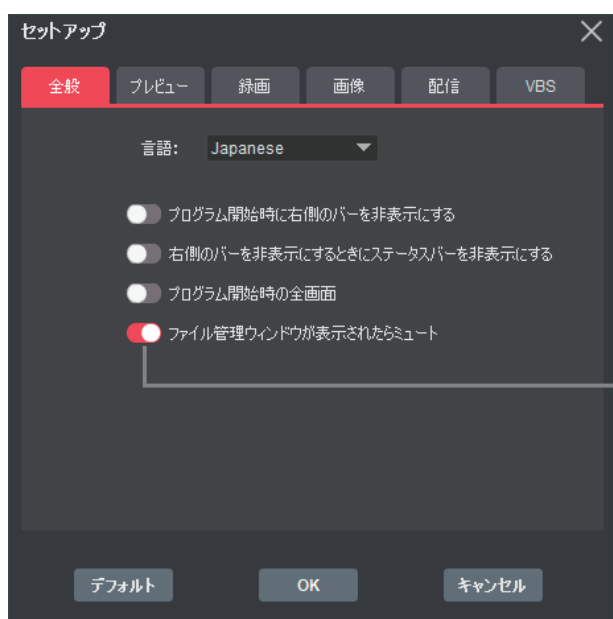 セットアップ
全般 プレビュー 録画 画像 配信 VBS
言語: Japanese
プログラム開始時に右側のバーを非表示にする
右側のバーを非表示にするときにステータスバーを非表示にする
プログラム開始時の全画面
ファイル管理ウィンドウが表示されたらミュート
デフォルト OK キャンセル